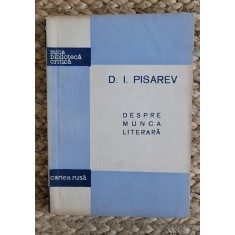 mica
bibliotecă
critică
D. I. PISAREV
DESPRE
MUNCA
LITERARĂ
cartea rusă